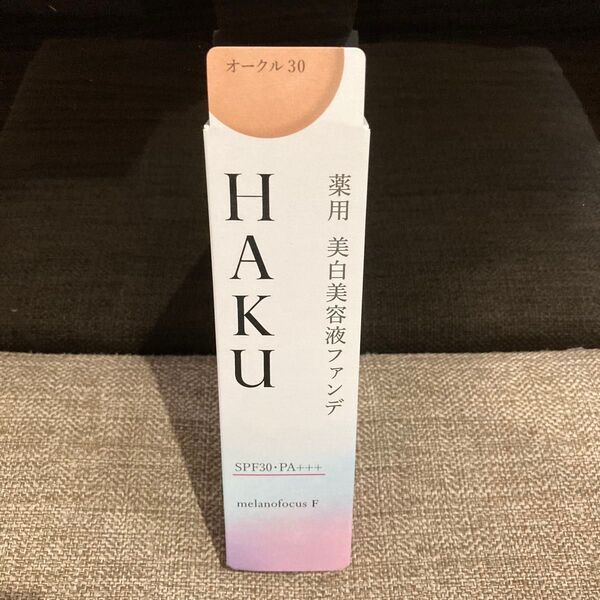 オークル 30
HAKU
薬用 美白美容液ファンデ
SPF30・PA+++
melanofocus F